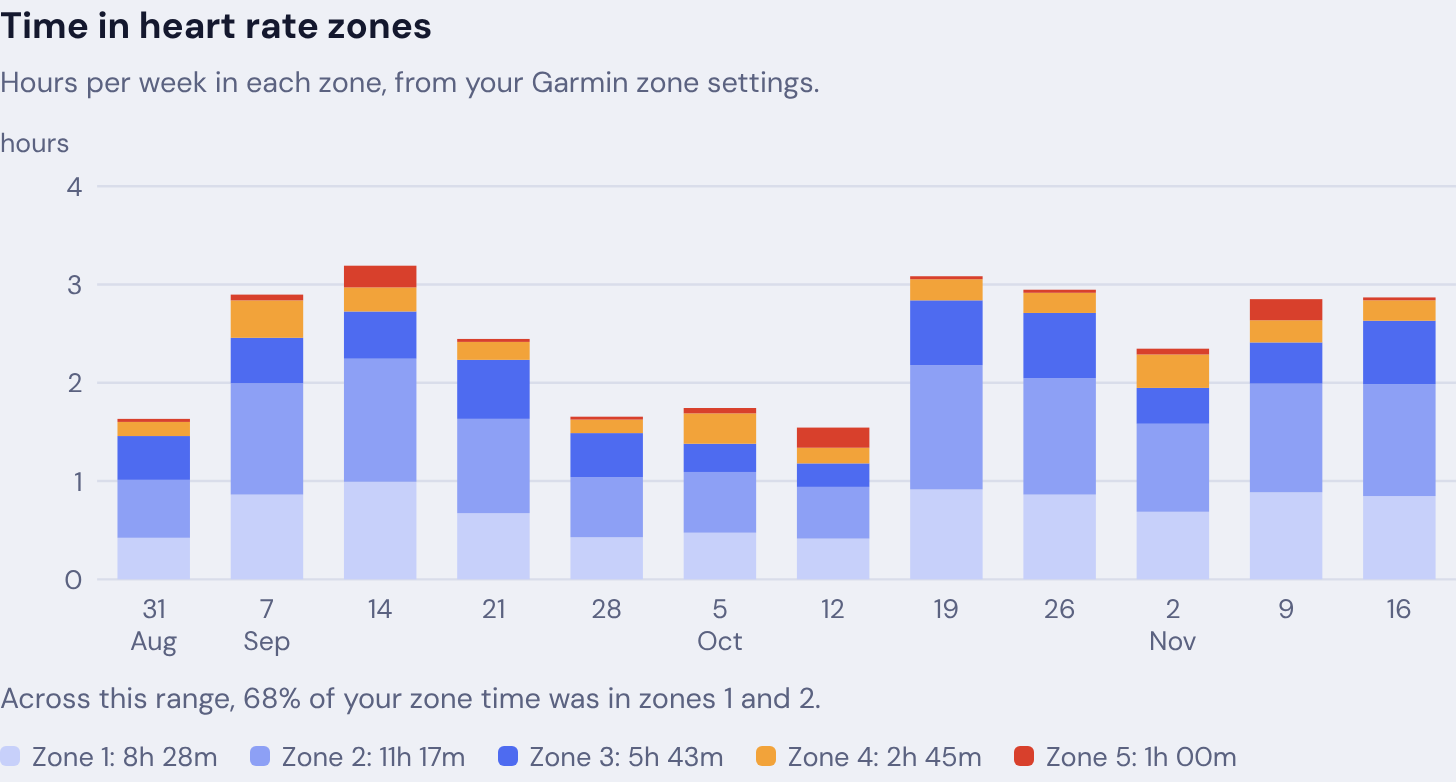 Time in heart rate zones
Hours per week in each zone, from your Garmin zone settings.
hours
4
3
2
1
0
31 7 14 21 28 5 12 19 26 2 9 16
Aug Sep Oct Nov
Across this range, 68% of your zone time was in zones 1 and 2.
Zone 1: 8h 28m Zone 2: 11h 17m Zone 3: 5h 43m Zone 4: 2h 45m Zone 5: 1h 00m